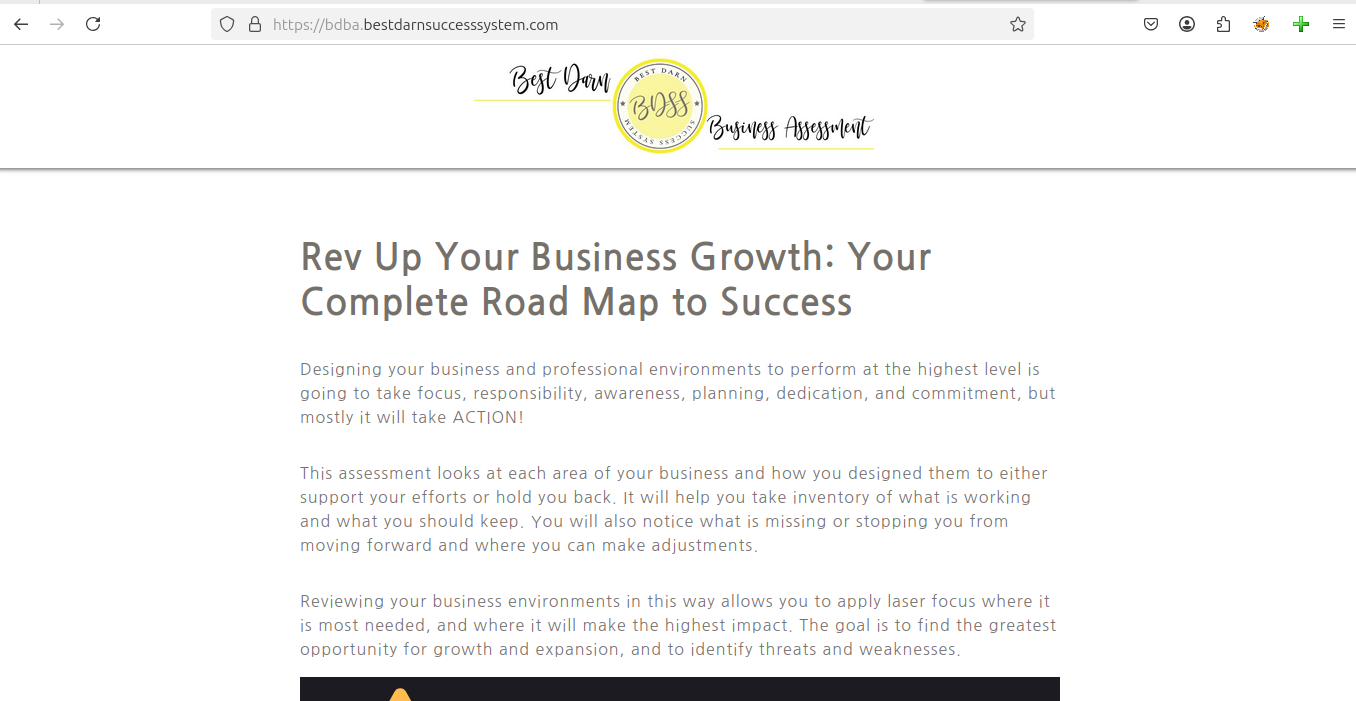 https://bdba.bestdarnsuccesssystem.com
Best Darn
BEST DARN
BDSS
SUCCESS SYSTEM
Business Assessment
Rev Up Your Business Growth: Your
Complete Road Map to Success
Designing your business and professional environments to perform at the highest level is
going to take focus, responsibility, awareness, planning, dedication, and commitment, but
mostly it will take ACTION!
This assessment looks at each area of your business and how you designed them to either
support your efforts or hold you back. It will help you take inventory of what is working
and what you should keep. You will also notice what is missing or stopping you from
moving forward and where you can make adjustments.
Reviewing your business environments in this way allows you to apply laser focus where it
is most needed, and where it will make the highest impact. The goal is to find the greatest
opportunity for growth and expansion, and to identify threats and weaknesses.